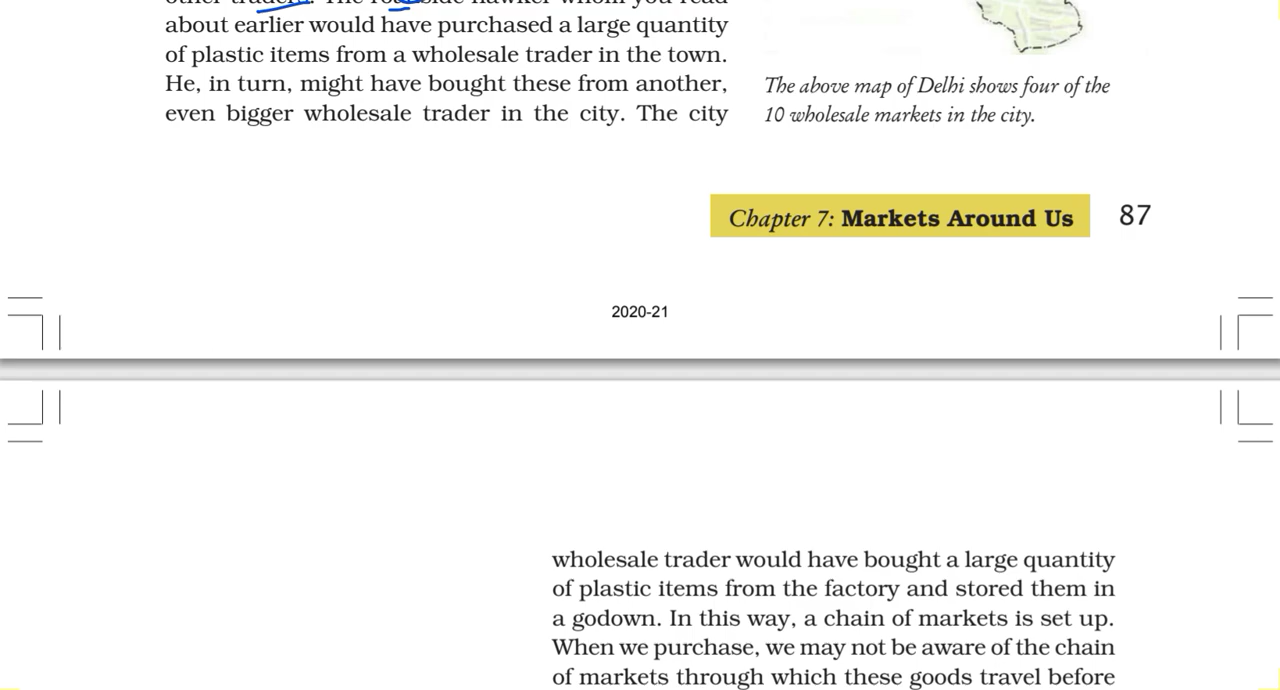 about earlier would have purchased a large quantity
of plastic items from a wholesale trader in the town.
He, in turn, might have bought these from another,
even bigger wholesale trader in the city. The city
The above map of Delhi shows four of the
10 wholesale markets in the city.
Chapter 7: Markets Around Us 87
2020-21
wholesale trader would have bought a large quantity
of plastic items from the factory and stored them in
a godown. In this way, a chain of markets is set up.
When we purchase, we may not be aware of the chain
of markets through which these goods travel before